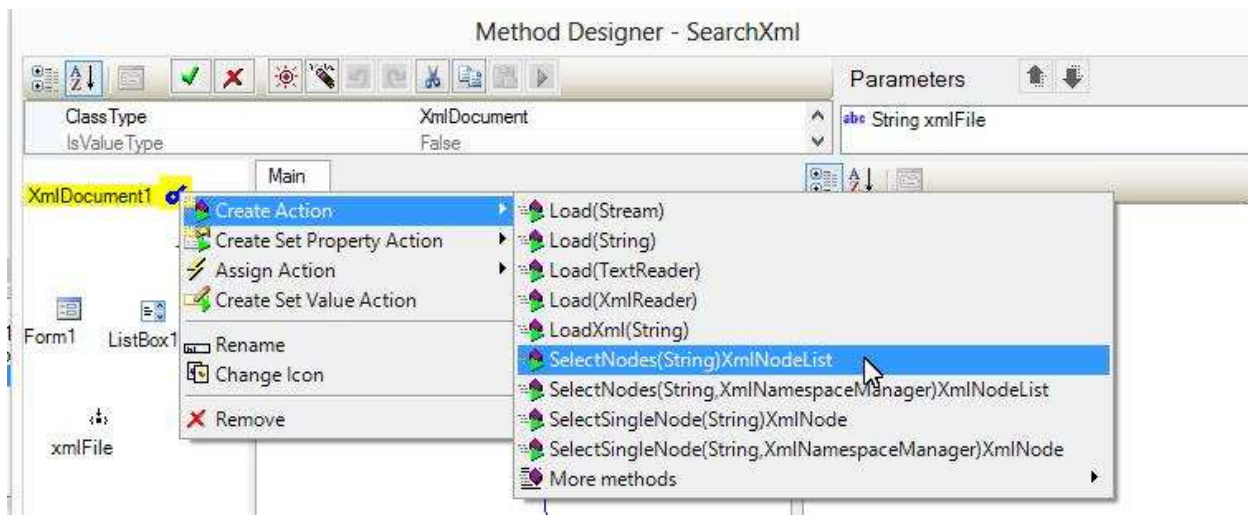 Method Designer - SearchXml
Parameters
ClassType XmlDocument
IsValueType False
abc String xmlFile
Main
XmlDocument1
Create Action
Create Set Property Action
Assign Action
Create Set Value Action
Rename
Change Icon
Remove
Load(Stream)
Load(String)
Load(TextReader)
Load(XmlReader)
LoadXml(String)
SelectNodes(String)XmlNodeList
SelectNodes(String,XmlNamespaceManager)XmlNodeList
SelectSingleNode(String)XmlNode
SelectSingleNode(String,XmlNamespaceManager)XmlNode
More methods
Form1
ListBox1
xmlFile